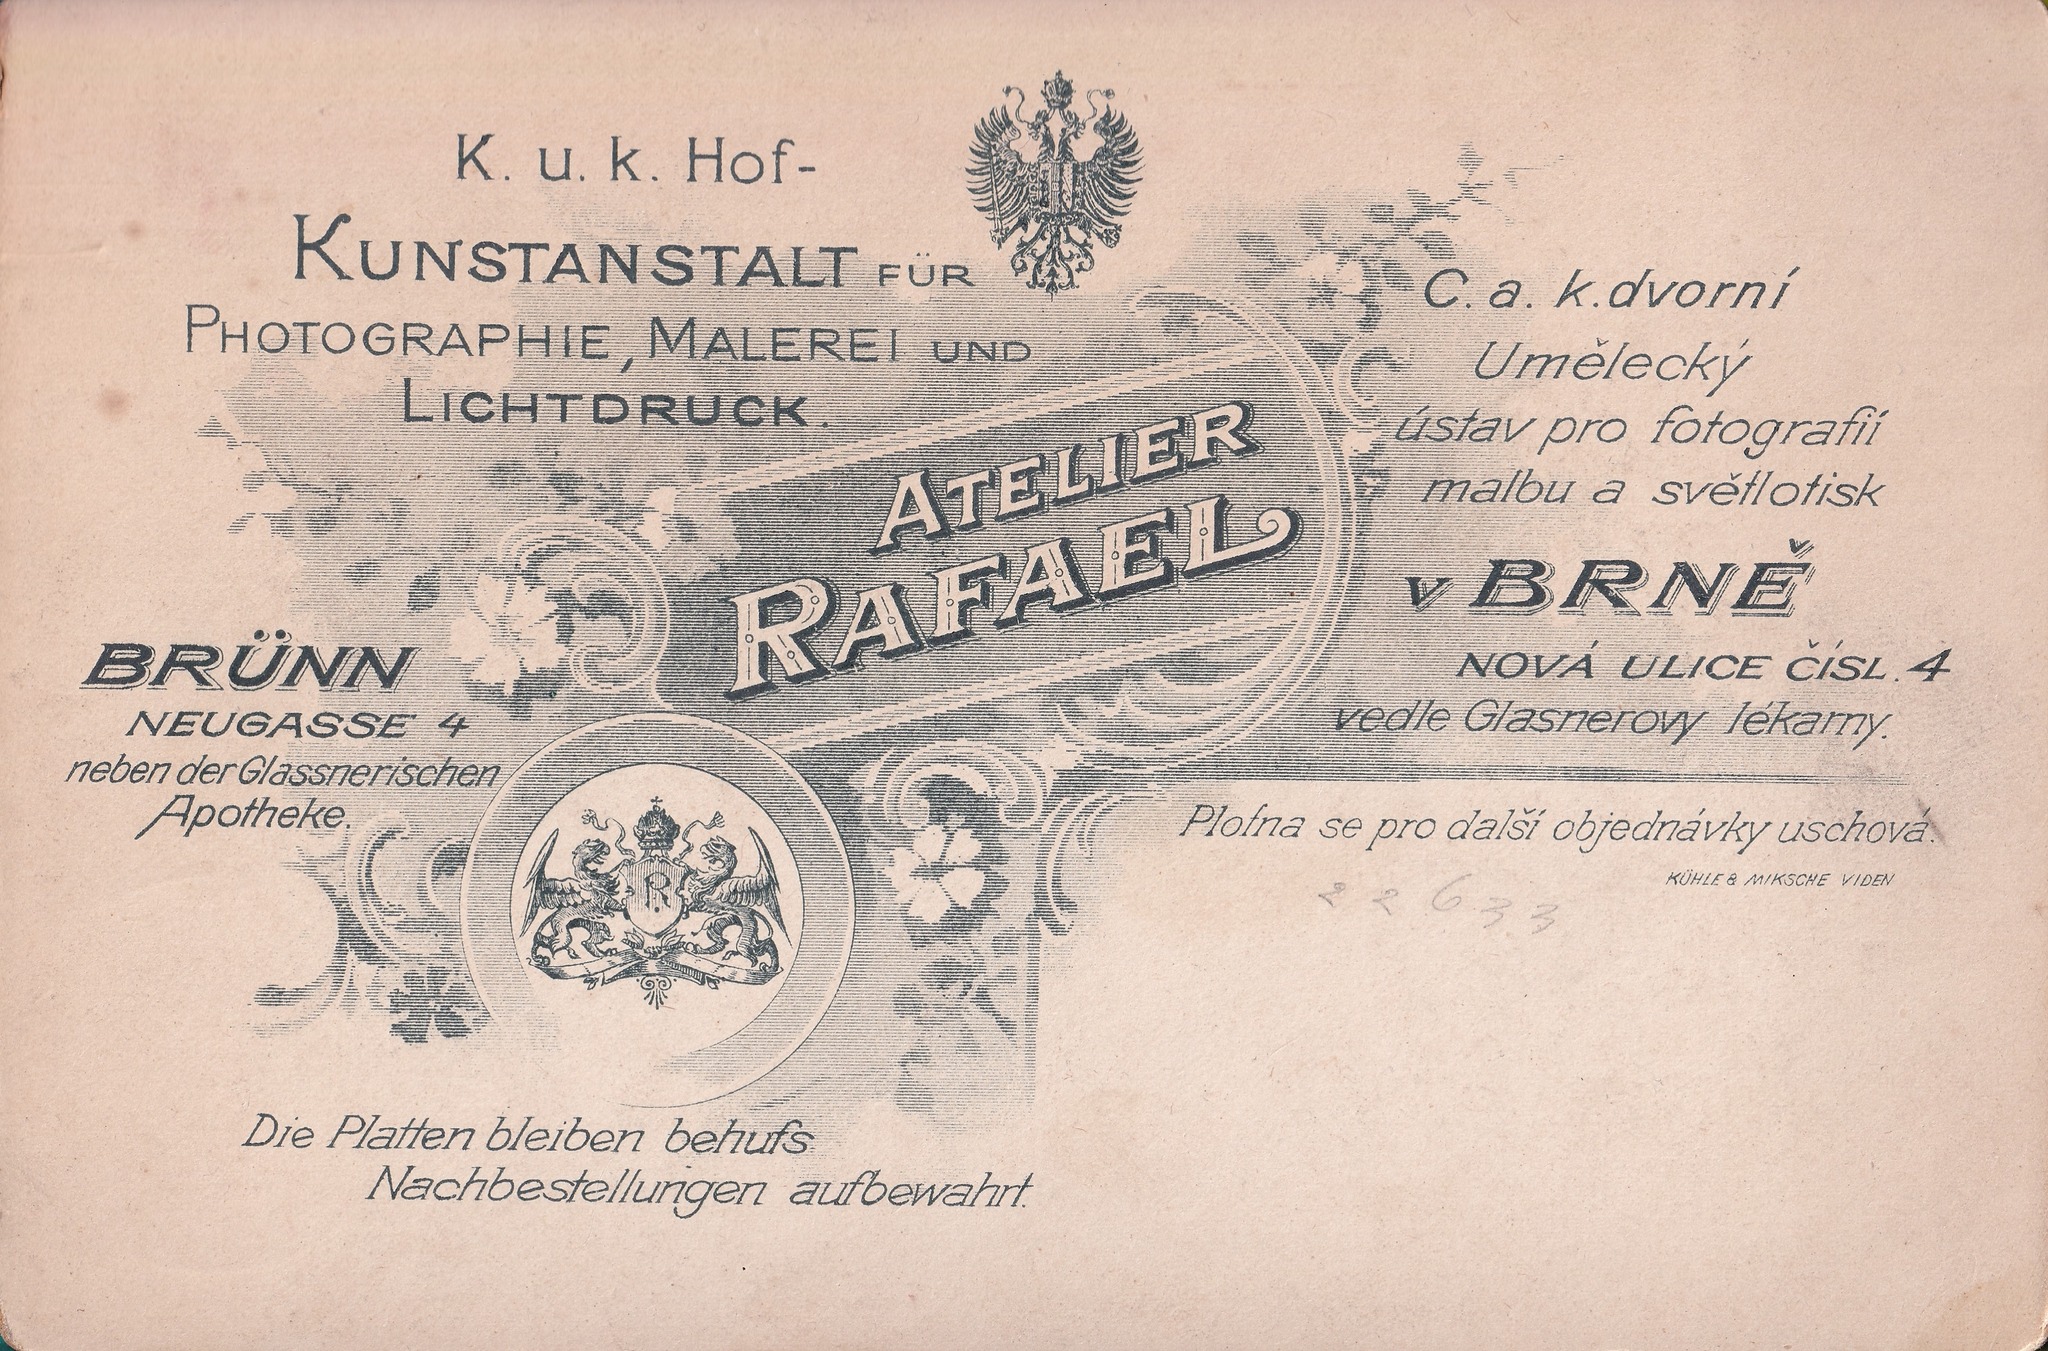 K. u. k. Hof-
KUNSTANSTALT FÜR
PHOTOGRAPHIE, MALEREI UND
LICHTDRUCK.
ATELIER
RAFAEL
BRÜNN
NEUGASSE 4
neben der Glassnerischen
Apotheke.
R.
Die Platten bleiben behufs
Nachbestellungen aufbewahrt.
C. a. k. dvorní
Umělecký
ústav pro fotografií
malbu a světlotisk
v BRNĚ
NOVÁ ULICE ČÍSL. 4
vedle Glasnerovy lékarny.
Plotna se pro další objednávky uschová.
KÜHLE & MIKSCHE VIDEN
22633